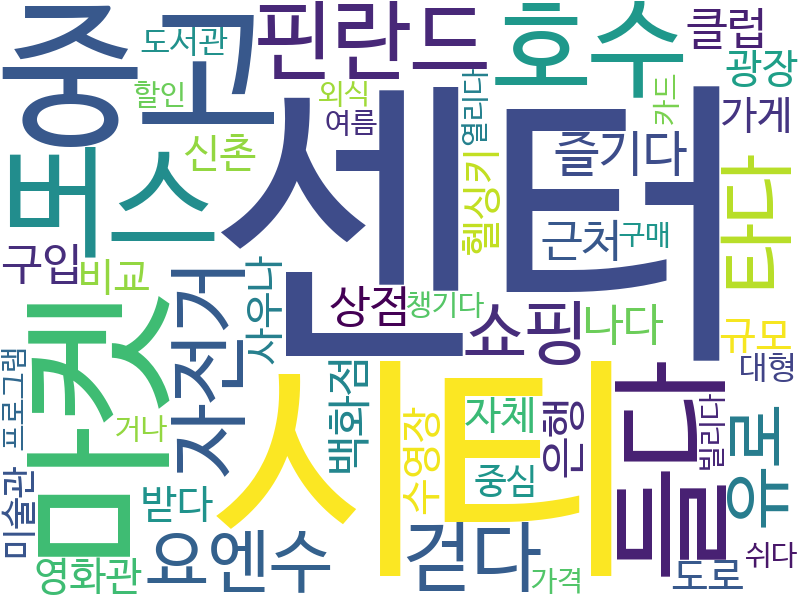 중고
도서관
핀란드
호수
클럽
광장
할인
외식
여름
열리다
카드
가게
신촌
센터
즐기다
또
스
헬싱키
근처
구매
타다
구입
비교
사우나
상점
챙기다
자전거
쇼핑
나다
규모
대형
마켓
프로그램
거나
백화점
시티
수영장
자체
은행
들다
빌리다
유로
미술관
받다
중심
영화관
요엔수
걷다
가격
도로
쉬다